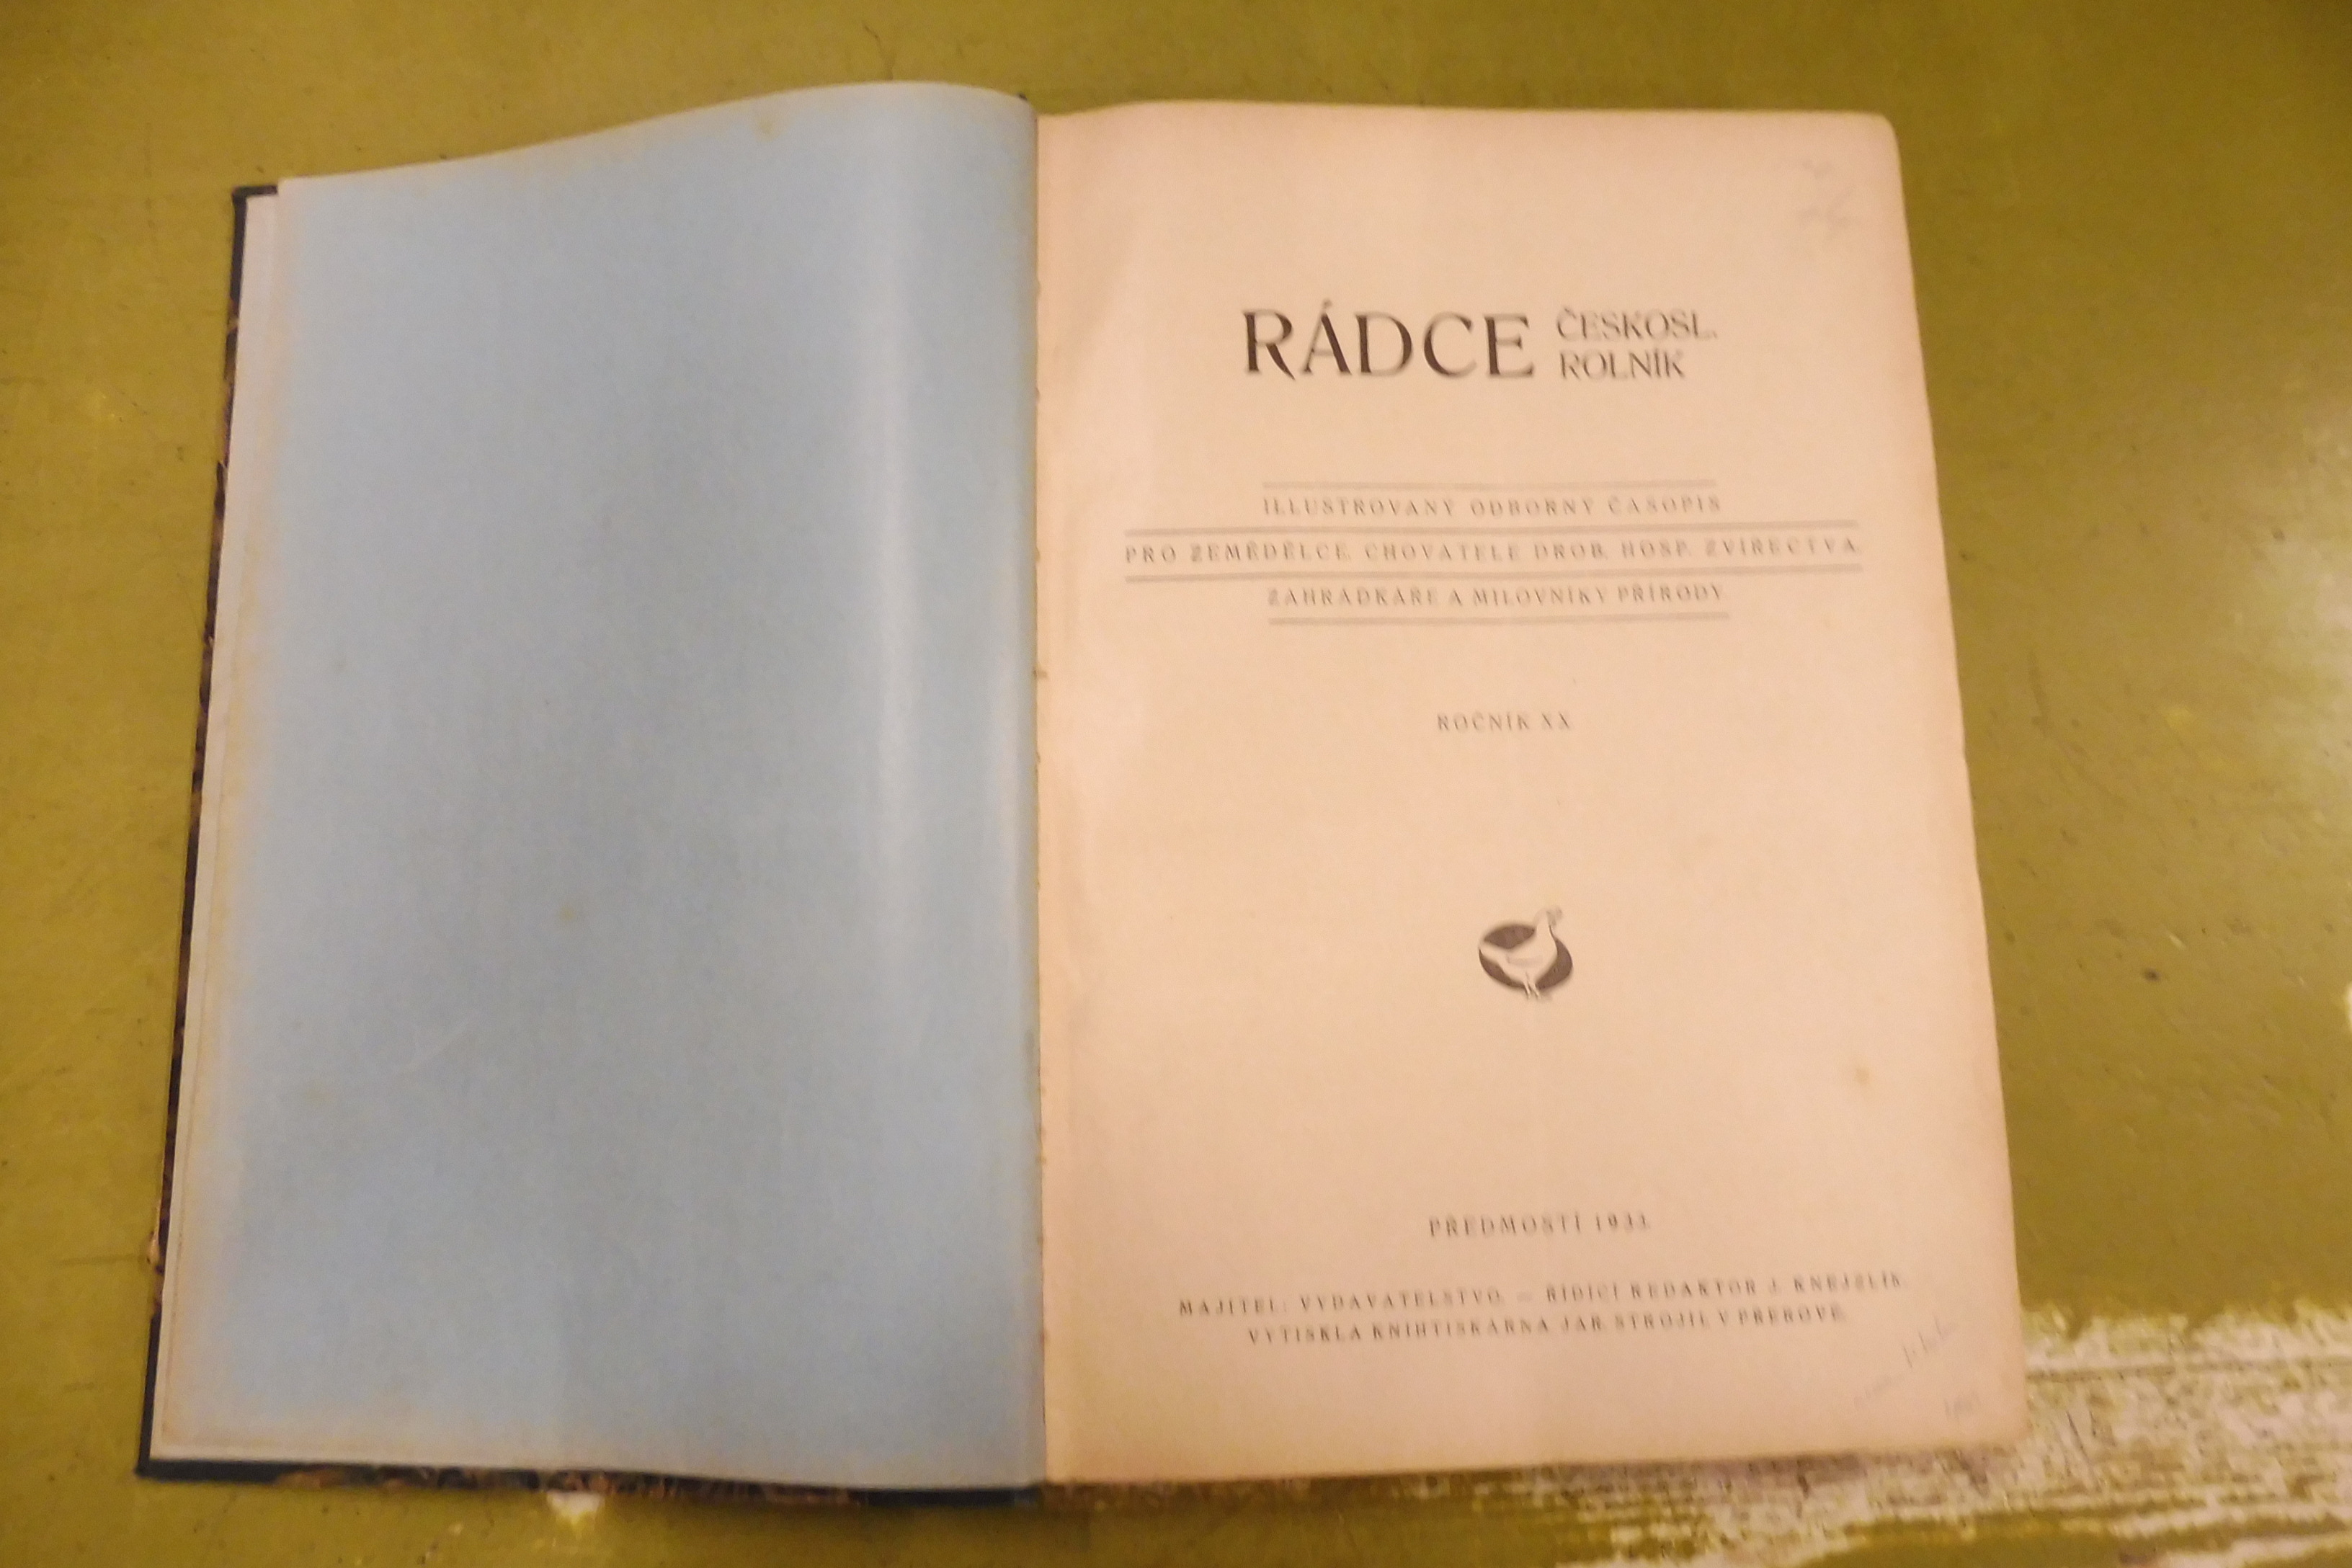 RÁDCE ČESKOSL. ROLNÍK
ILLUSTROVANÝ ODBORNÝ ČASOPIS
PRO ZEMĚDĚLCE, CHOVATELE DROB. HOSP. ZVÍŘECTVA,
ZAHRÁDKÁŘE A MILOVNÍKY PŘÍRODY.
ROČNÍK XX.
PŘEDMOSTÍ 1933.
MAJITEL: VYDAVATELSTVO. — ŘÍDÍCÍ REDAKTOR J. KNEJZLÍK.
VYTISKLA KNIHTISKÁRNA JAR. STROJIL V PŘEROVĚ.